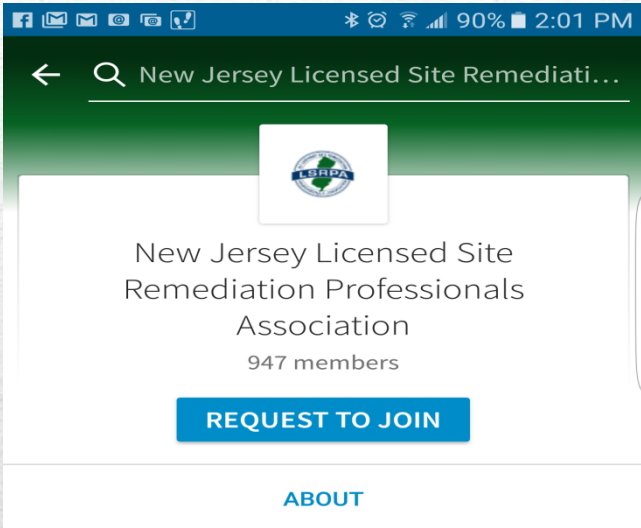 90% 2:01 PM
New Jersey Licensed Site Remediati...
LSRPA
New Jersey Licensed Site
Remediation Professionals
Association
947 members
REQUEST TO JOIN
ABOUT